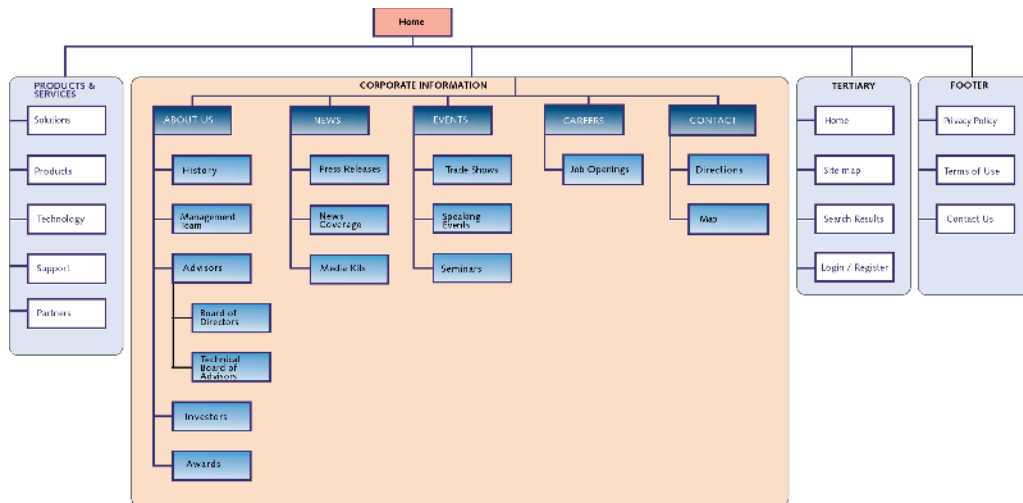 Home
PRODUCTS &
SERVICES
Solutions
Products
Technology
Support
Partners
CORPORATE INFORMATION
ABOUT US
History
Management
Team
Advisors
Board of
Directors
Technical
Board of
Advisors
Investors
Awards
NEWS
Press Releases
News
Coverage
Media Kits
EVENTS
Trade Shows
Speaking
Events
Seminars
CAREERS
Job Openings
CONTACT
Directions
Map
TERTIARY
Home
Site map
Search Results
Login / Register
FOOTER
Privacy Policy
Terms of Use
Contact Us